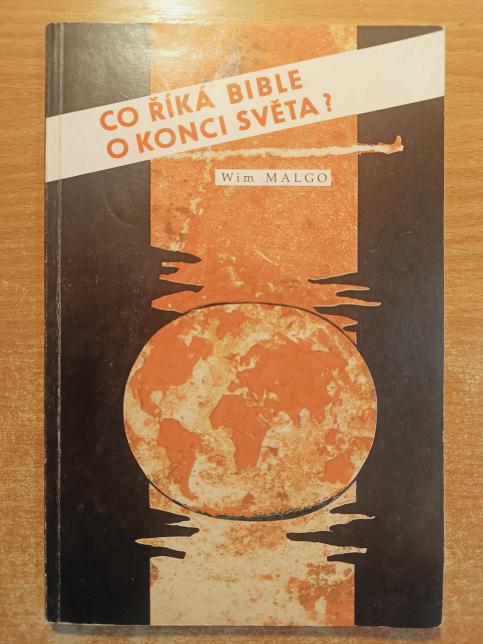 CO ŘÍKÁ BIBLE
O KONCI SVĚTA?
Wim MALGO